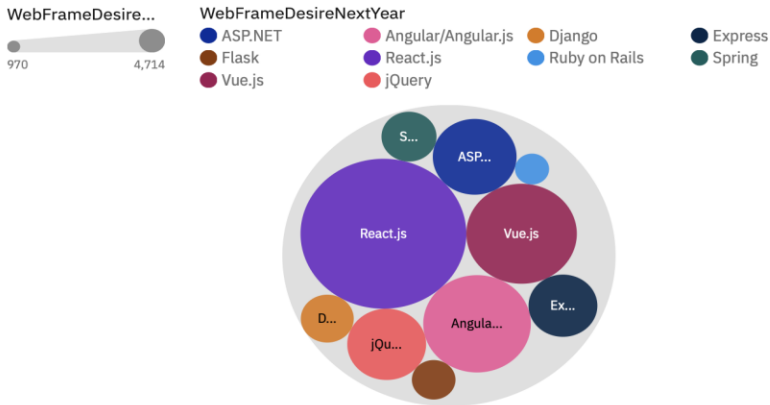 WebFrameDesire...
970
4,714
WebFrameDesireNextYear
ASP.NET
Angular/Angular.js
Django
Express
Flask
React.js
Ruby on Rails
Spring
Vue.js
jQuery
S...
ASP...
React.js
Vue.js
Ex...
D...
Angula...
jQu...